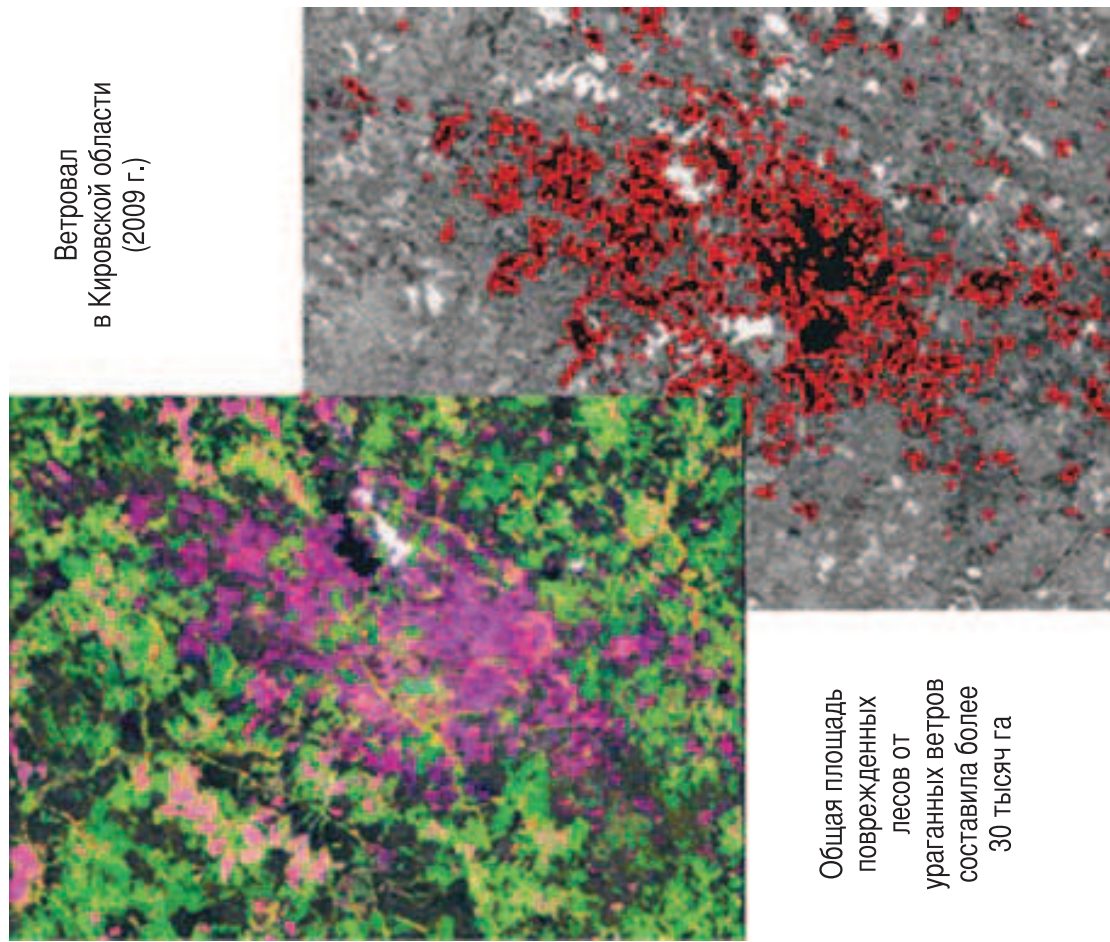 Ветровал
в Кировской области
(2009 г.)
Общая площадь
поврежденных
лесов от
ураганных ветров
составила более
30 тысяч га